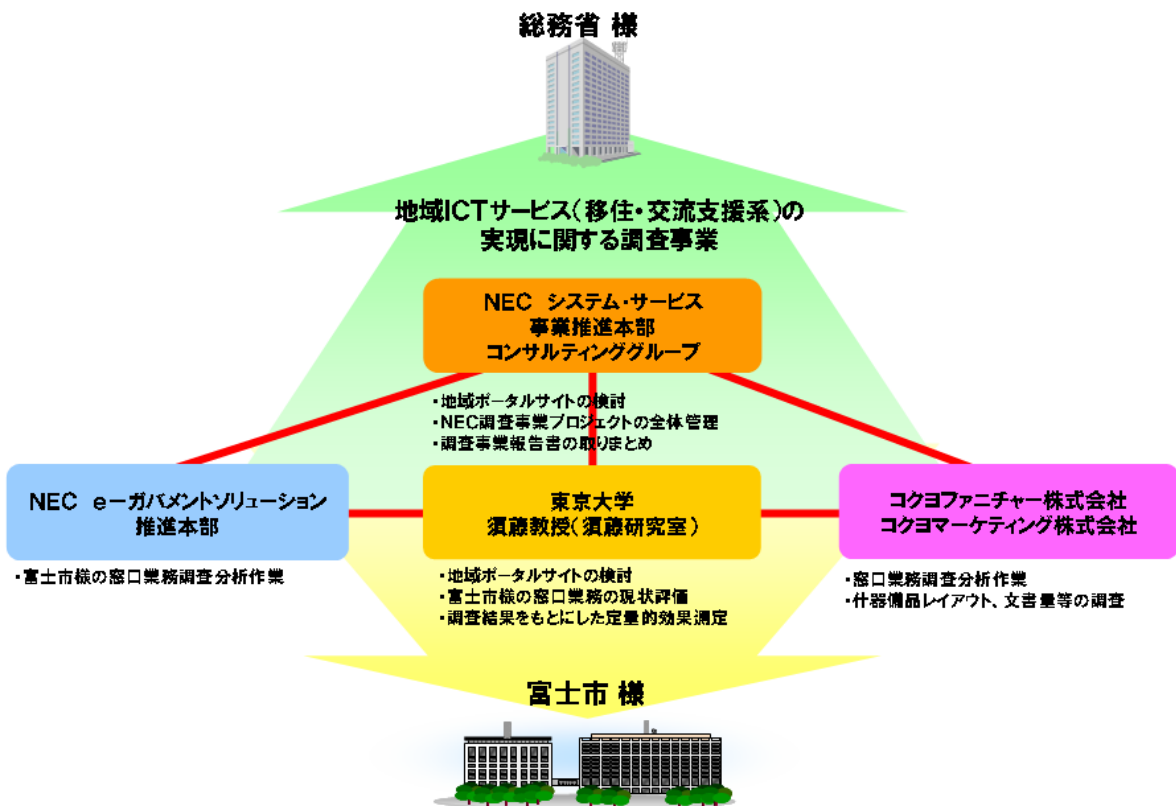 総務省 様
地域ICTサービス（移住・交流支援系）の
実現に関する調査事業
NEC システム・サービス
事業推進本部
コンサルティンググループ
・地域ポータルサイトの検討
・NEC調査事業プロジェクトの全体管理
・調査事業報告書の取りまとめ
NEC e－ガバメントソリューション
推進本部
・富士市様の窓口業務調査分析作業
東京大学
須藤教授（須藤研究室）
・地域ポータルサイトの検討
・富士市様の窓口業務の現状評価
・調査結果をもとにした定量的効果測定
コクヨファニチャー株式会社
コクヨマーケティング株式会社
・窓口業務調査分析作業
・什器備品レイアウト、文書量等の調査
富士市 様